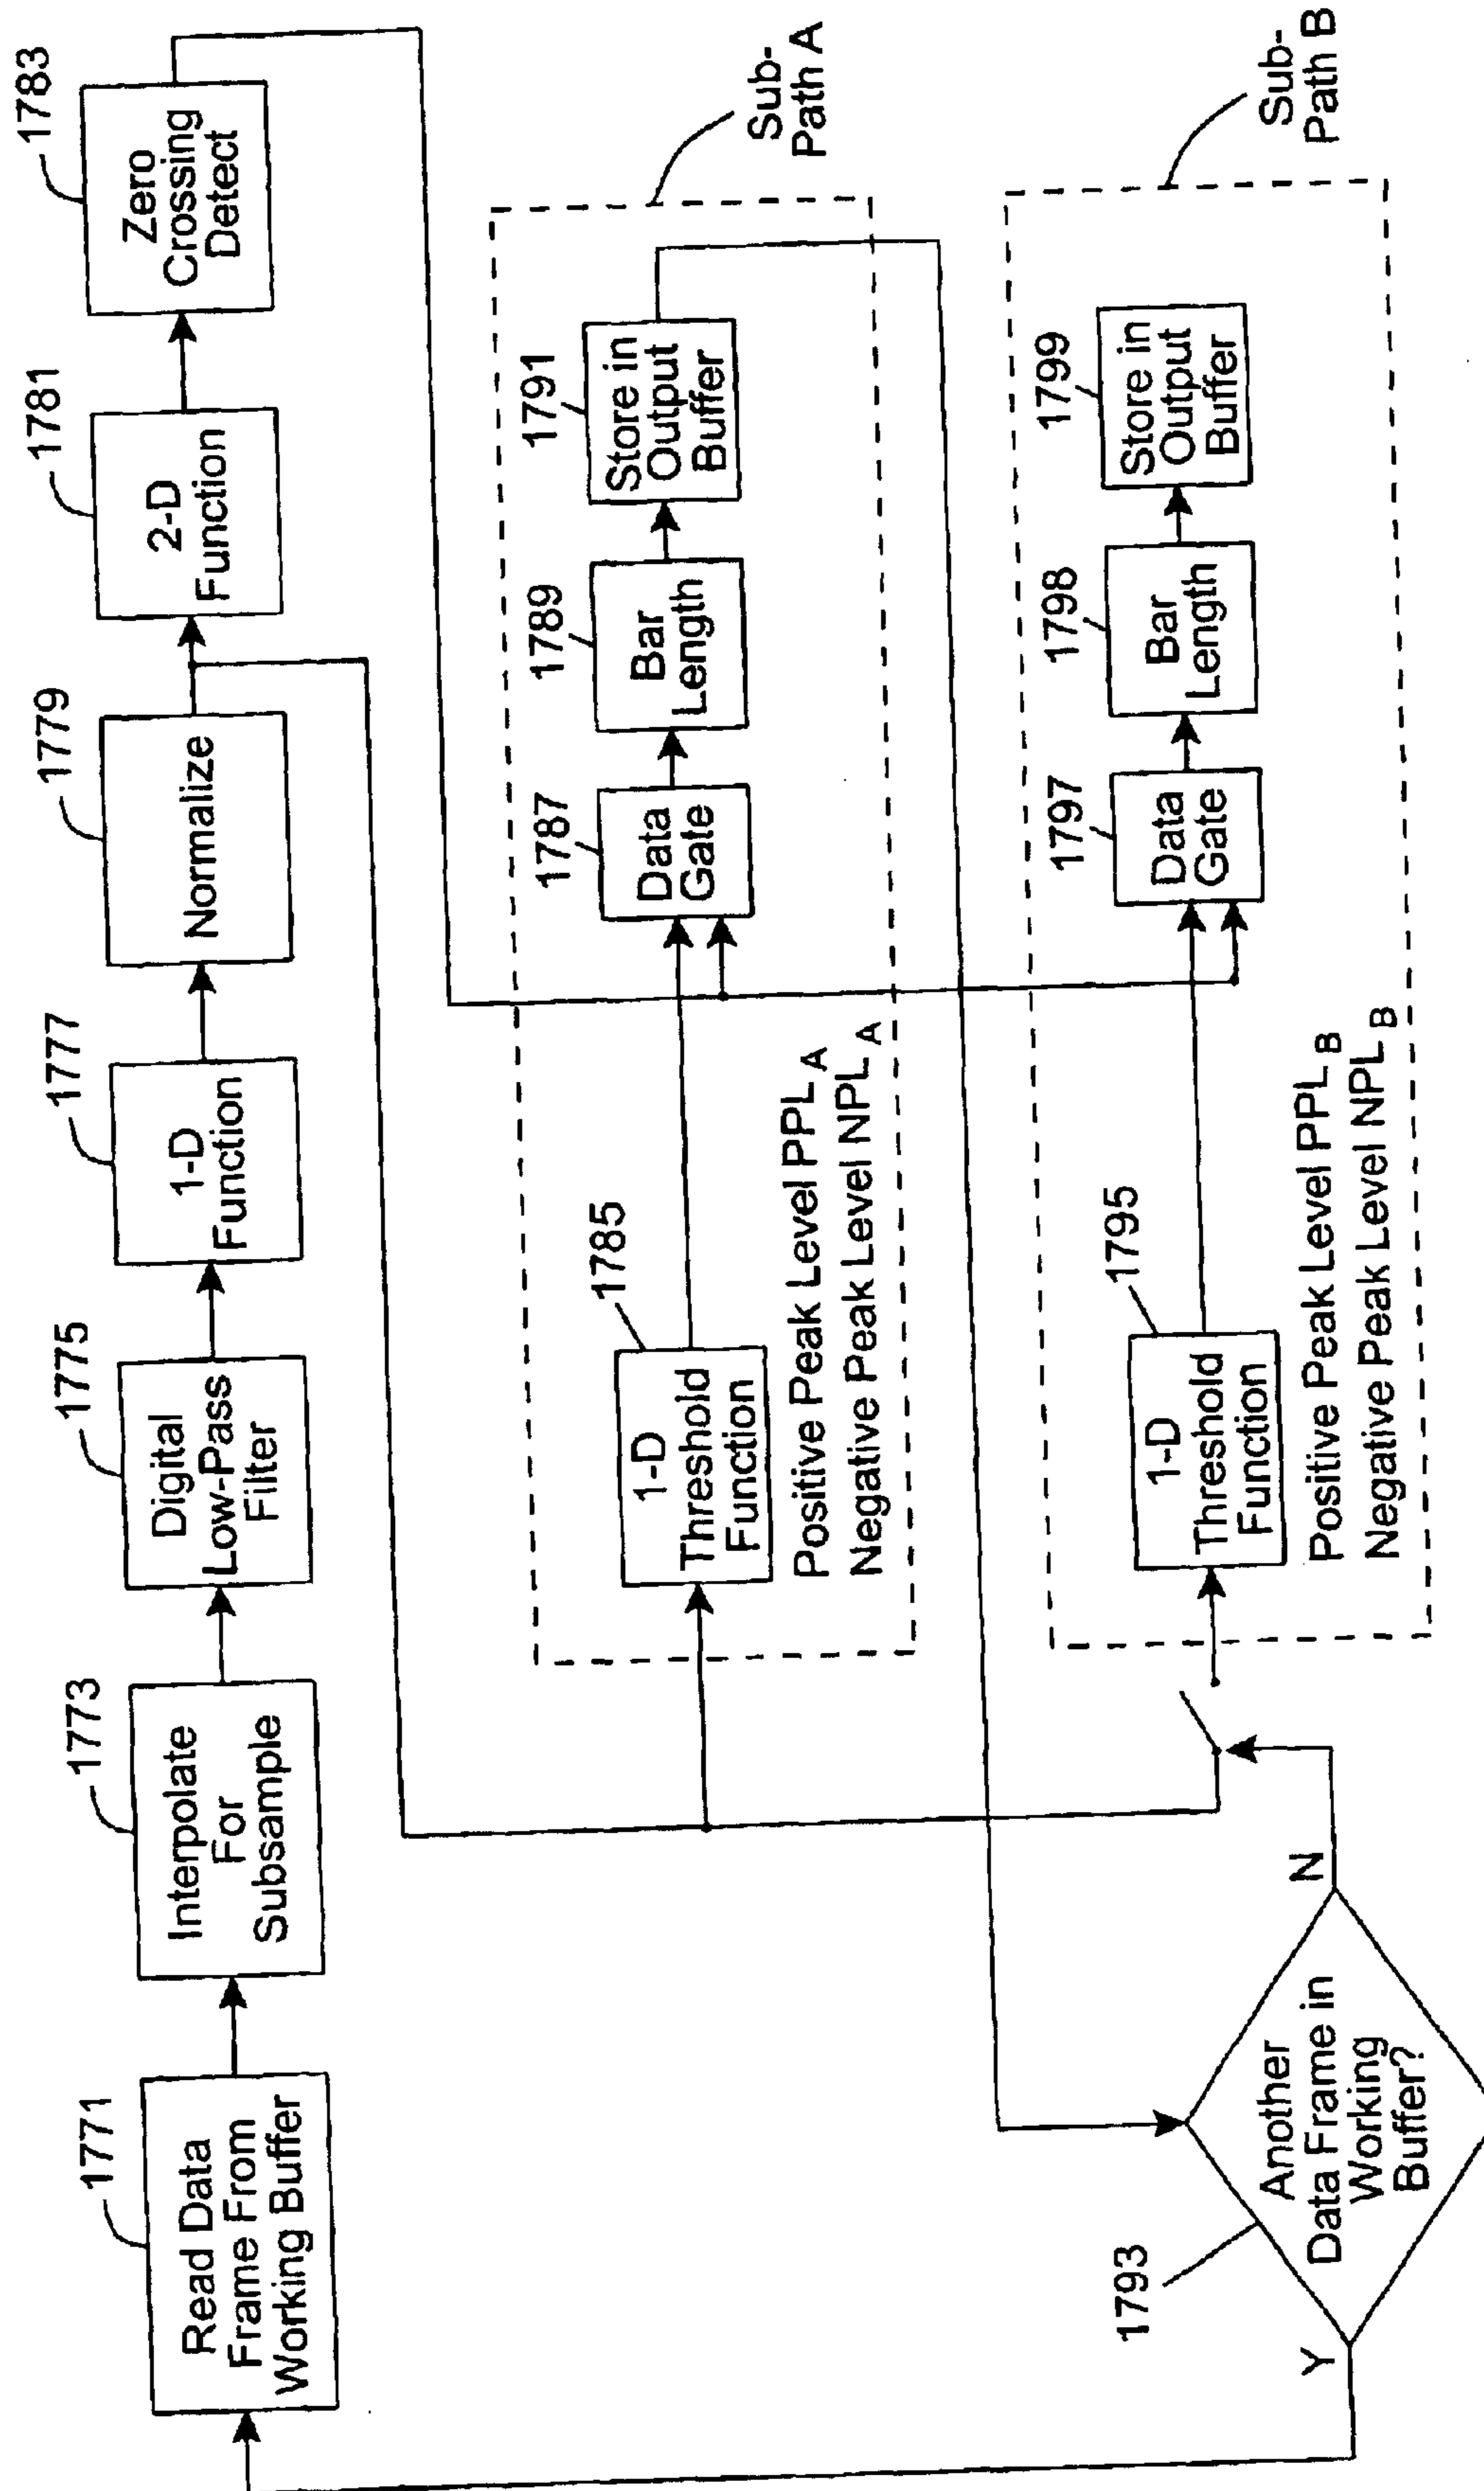 1771
Read Data
Frame From
Working Buffer
1773
Interpolate
For
Subsample
1775
Digital
Low-Pass
Filter
1777
1-D
Function
1779
Normalize
1781
2-D
Function
1783
Zero
Crossing
Detect
Sub-
Path A
1785
1-D
Threshold
Function
Positive Peak Level PPL A
Negative Peak Level NPL A
1787
Data
Gate
1789
Bar
Length
1791
Store in
Output
Buffer
1793
Another
Data Frame in
Working
Buffer?
Y
N
Sub-
Path B
1795
1-D
Threshold
Function
Positive Peak Level PPL B
Negative Peak Level NPL B
1797
Data
Gate
1798
Bar
Length
1799
Store in
Output
Buffer